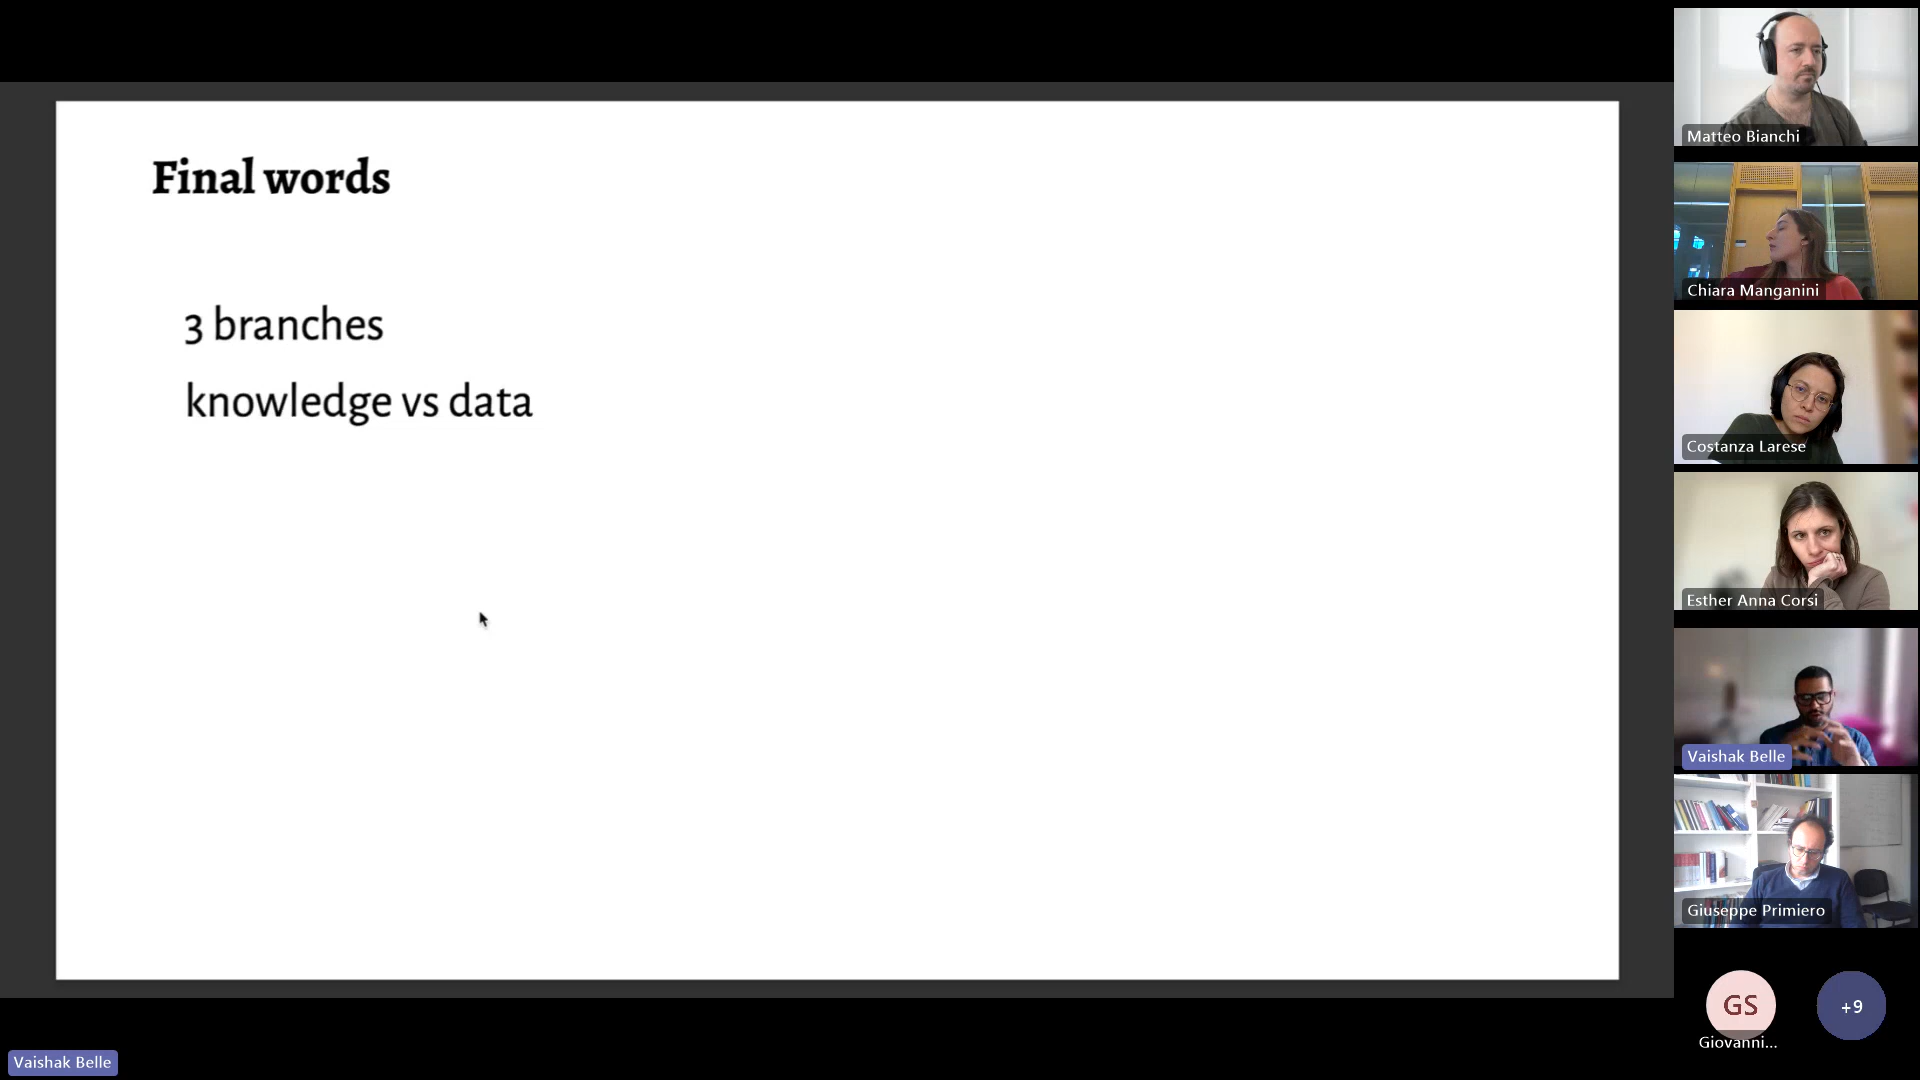 Final words
3 branches
knowledge vs data
Matteo Bianchi
Chiara Manganini
Costanza Larese
Esther Anna Corsi
Vaishak Belle
Giuseppe Primiero
GS
+9
Giovanni...
Vaishak Belle